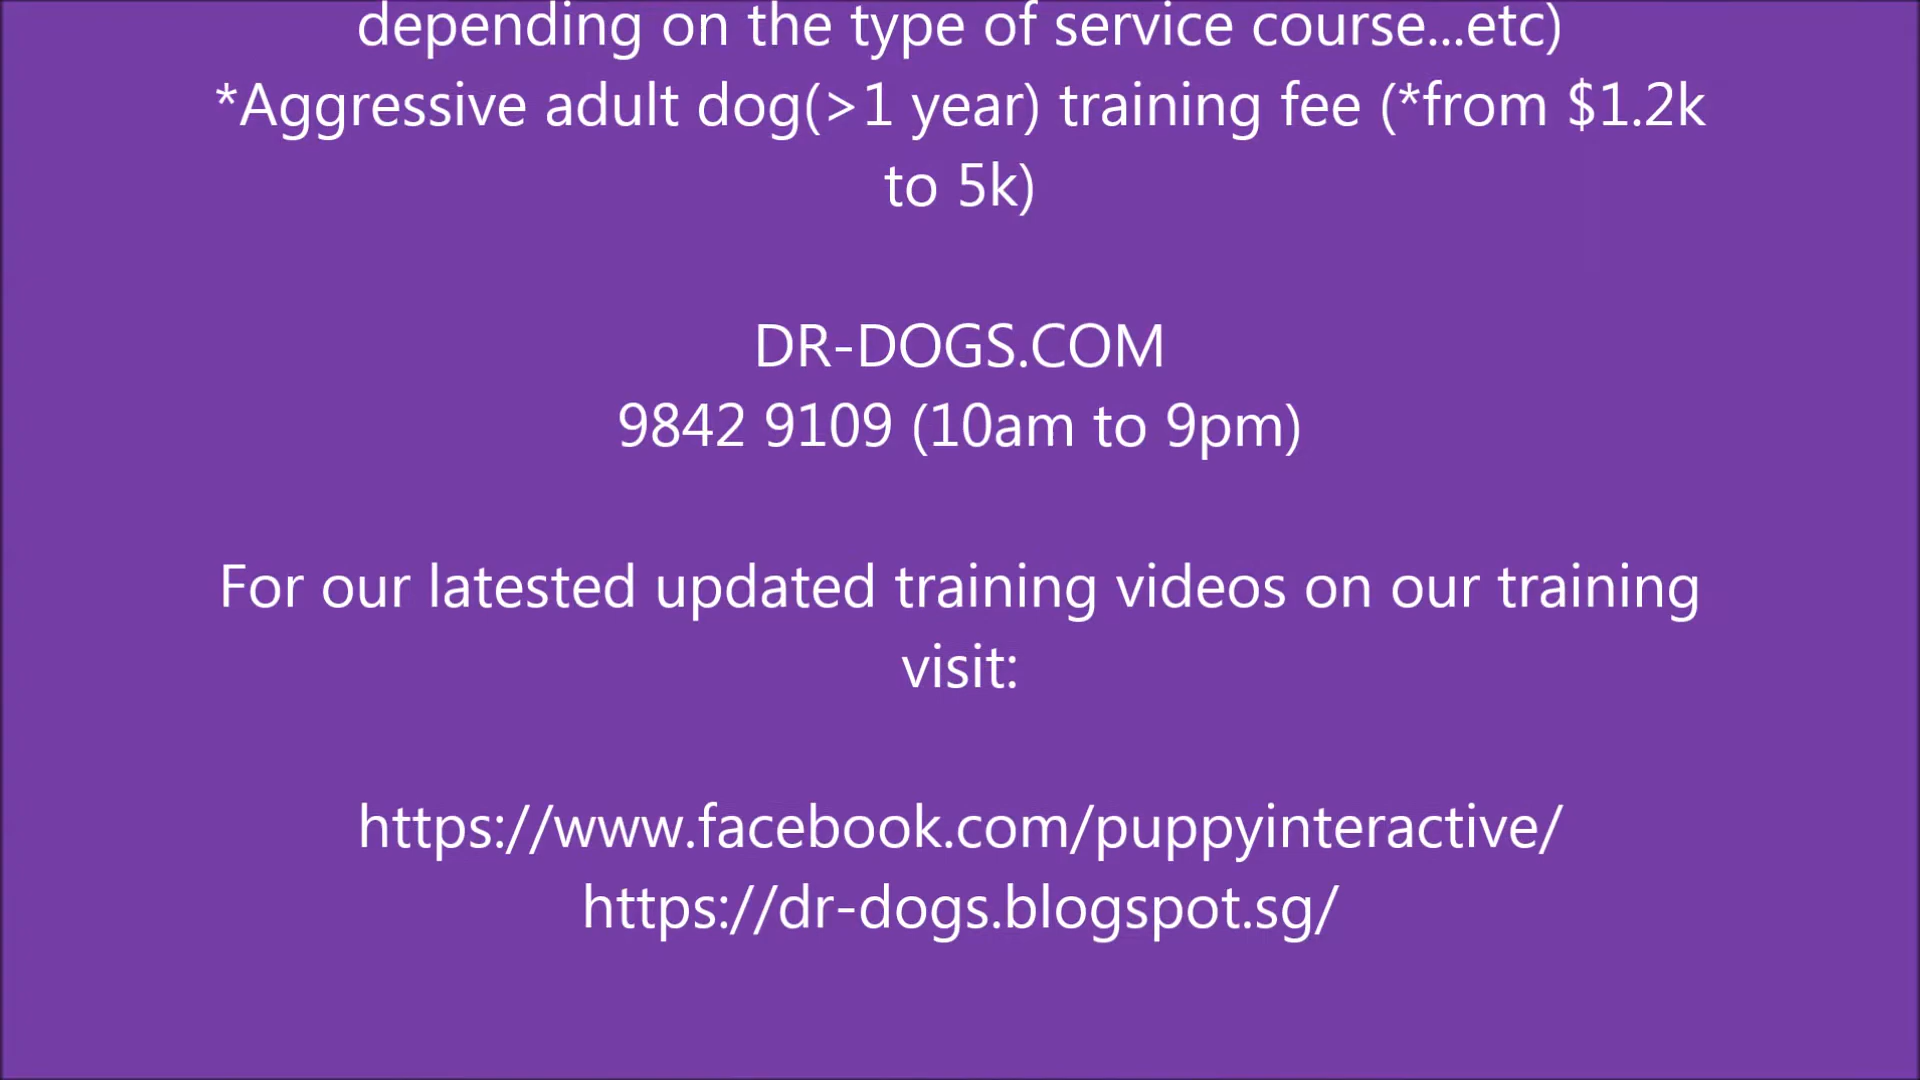 depending on the type of service course...etc)
*Aggressive adult dog(>1 year) training fee (*from $1.2k
to 5k)
DR-DOGS.COM
9842 9109 (10am to 9pm)
For our latested updated training videos on our training
visit:
https://www.facebook.com/puppyinteractive/
https://dr-dogs.blogspot.sg/